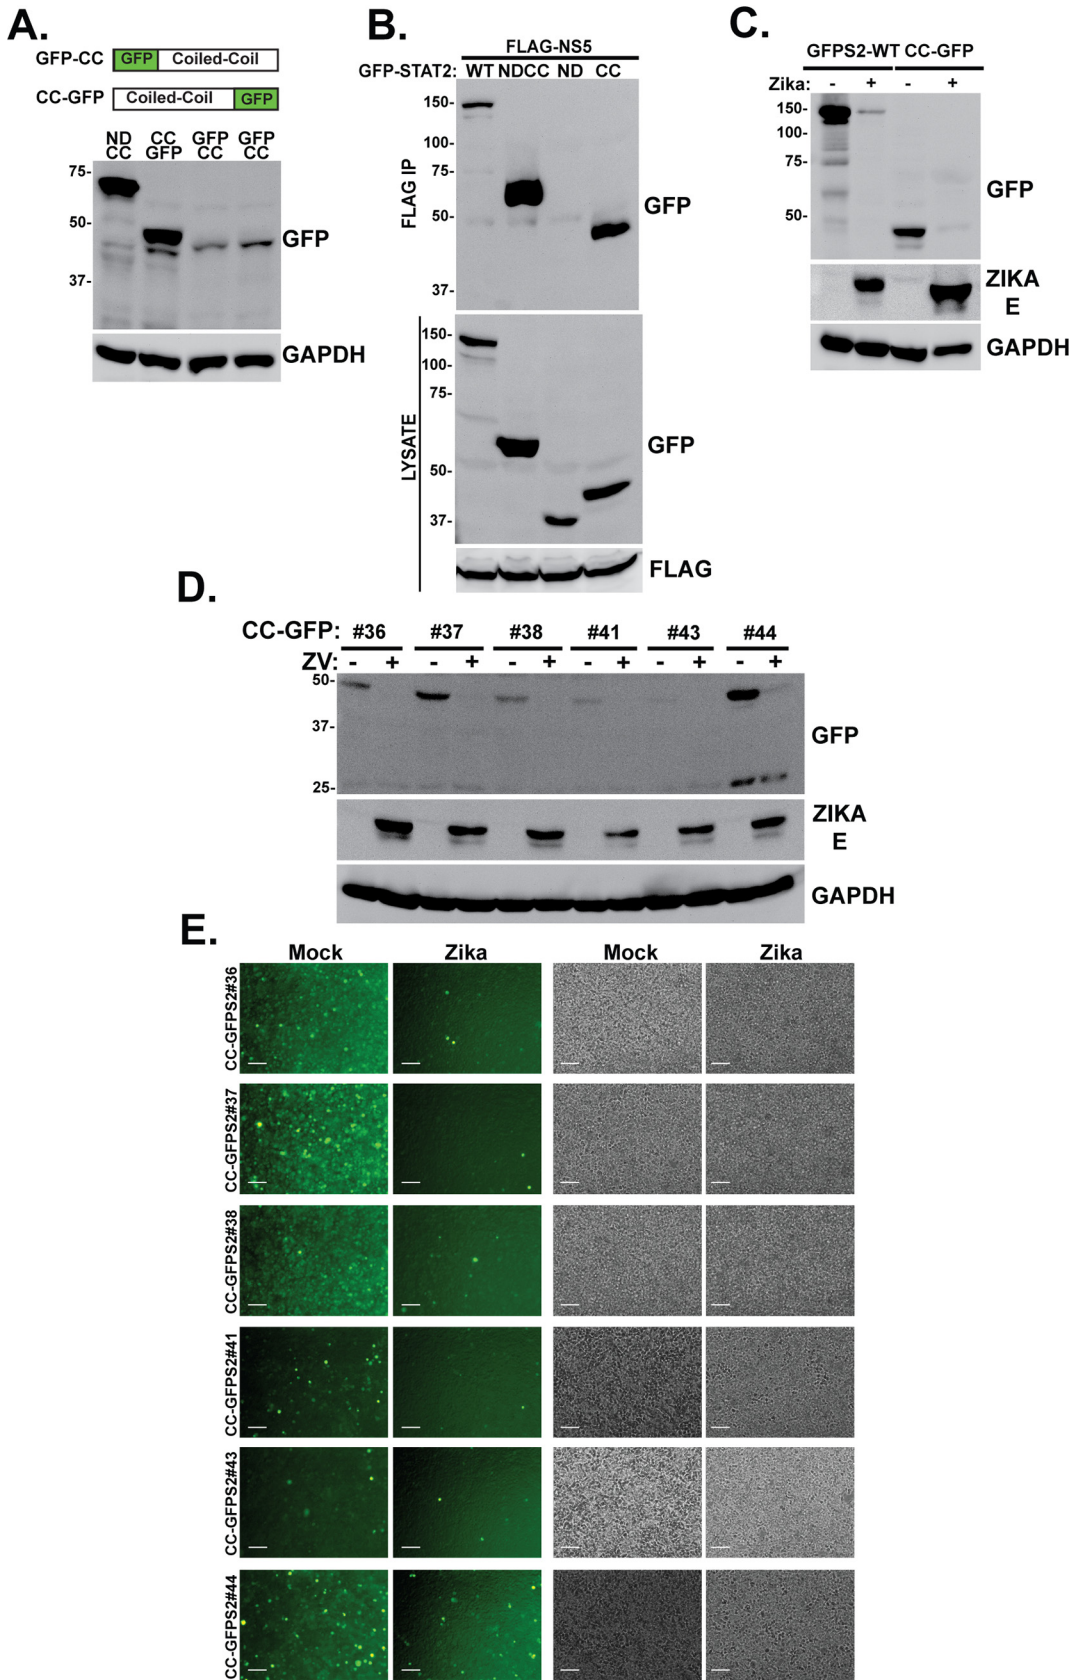 A.
GFP-CC
GFP
Coiled-Coil
CC-GFP
Coiled-Coil
GFP
ND CC GFP GFP
CC GFP CC CC
75-
50-
37-
GFP
GAPDH
B.
FLAG-NS5
GFP-STAT2: WT NDCC ND CC
FLAG IP
150-
100-
75-
50-
37-
GFP
LYSATE
150-
100-
75-
50-
37-
GFP
FLAG
C.
GFPS2-WT CC-GFP
Zika: - + - +
150-
100-
75-
50-
GFP
ZIKA
E
GAPDH
D.
CC-GFP: #36 #37 #38 #41 #43 #44
ZV: - + - + - + - + - + - +
50-
37-
25-
GFP
ZIKA
E
GAPDH
E.
Mock Zika Mock Zika
CC-GFPS2#36
CC-GFPS2#37
CC-GFPS2#38
CC-GFPS2#41
CC-GFPS2#43
CC-GFPS2#44